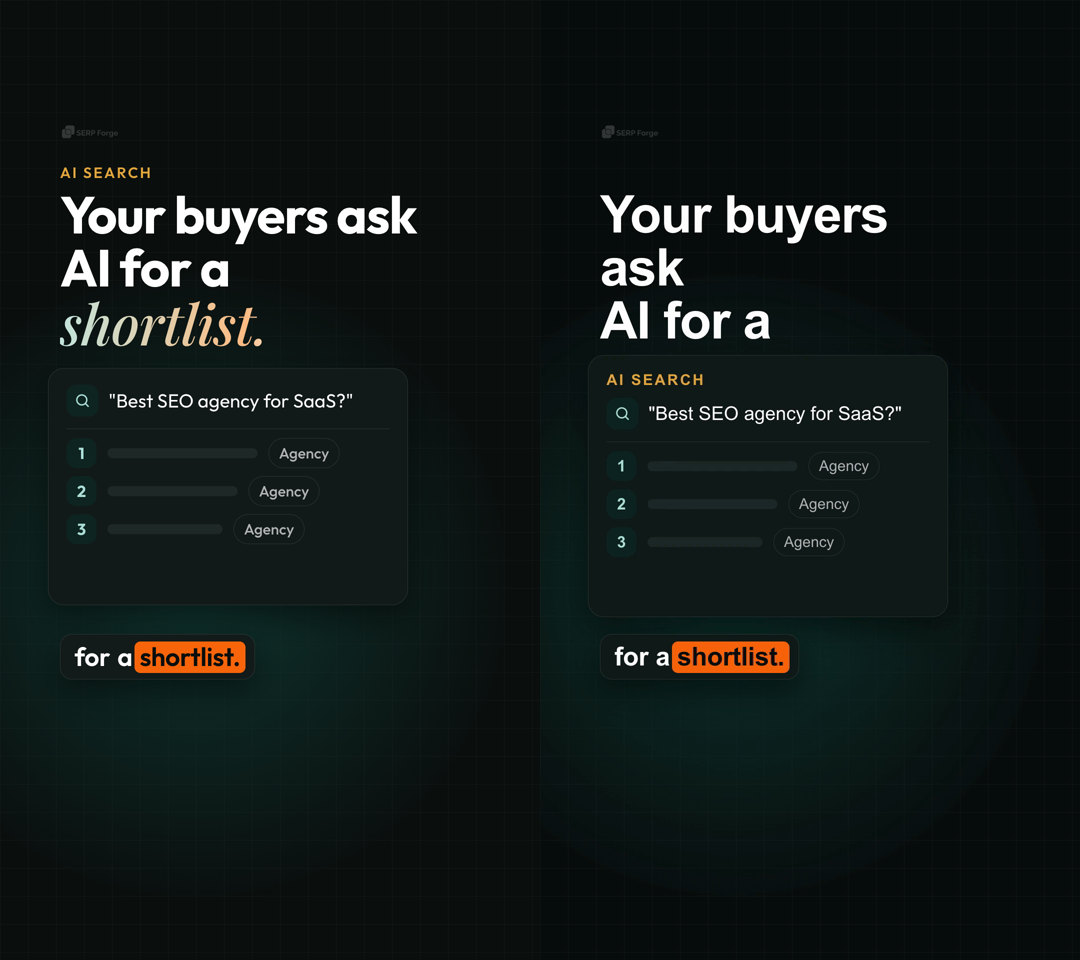 SERP Forge
AI SEARCH
Your buyers ask
AI for a
shortlist.
"Best SEO agency for SaaS?"
1 Agency
2 Agency
3 Agency
for a shortlist.
SERP Forge
Your buyers
ask
AI for a
AI SEARCH
"Best SEO agency for SaaS?"
1 Agency
2 Agency
3 Agency
for a shortlist.